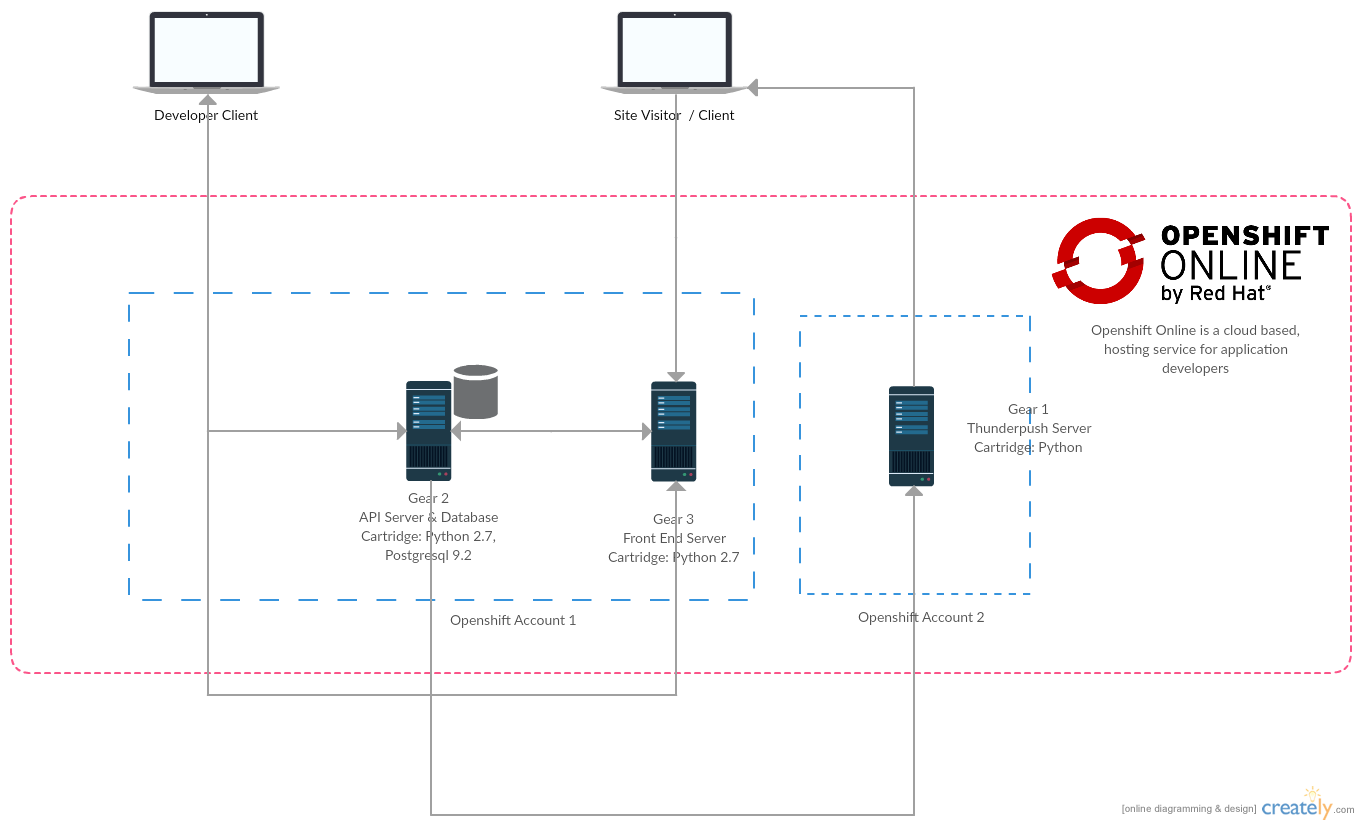 Developer Client
Site Visitor / Client
OPENSHIFT
ONLINE
by Red Hat®
Openshift Online is a cloud based,
hosting service for application
developers
Gear 1
Thunderpush Server
Cartridge: Python
Gear 2
API Server & Database
Cartridge: Python 2.7,
Postgresql 9.2
Gear 3
Front End Server
Cartridge: Python 2.7
Openshift Account 1
Openshift Account 2
[online diagramming & design] creately.com